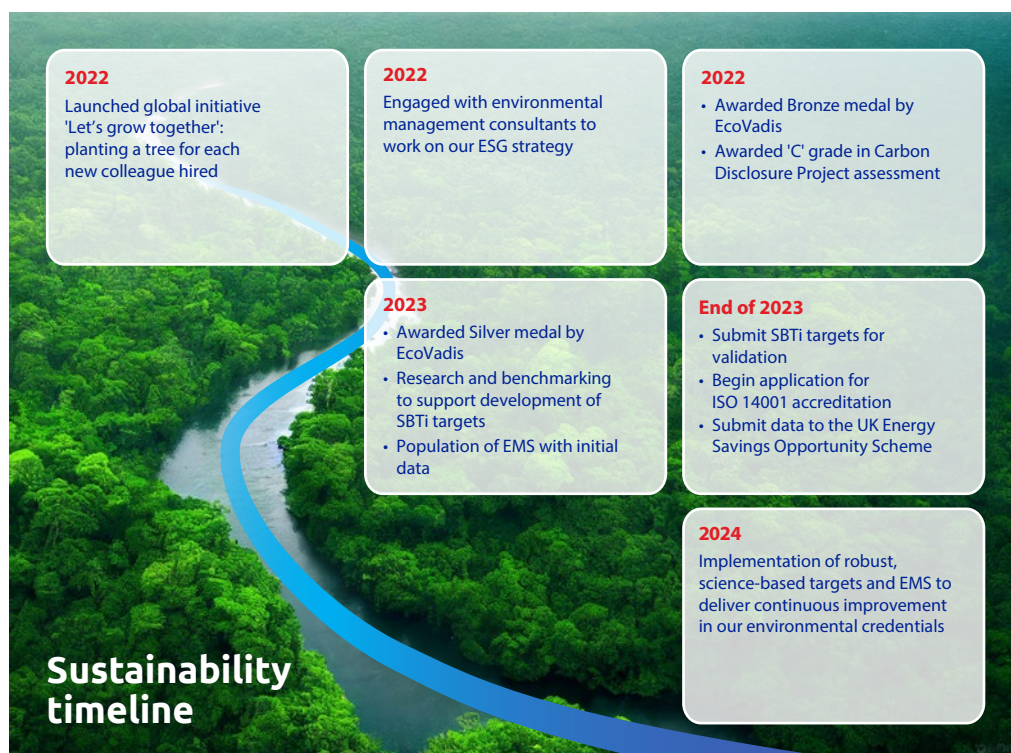 2022
Launched global initiative
'Let’s grow together':
planting a tree for each
new colleague hired
2022
Engaged with environmental
management consultants to
work on our ESG strategy
2022
• Awarded Bronze medal by
EcoVadis
• Awarded 'C' grade in Carbon
Disclosure Project assessment
2023
• Awarded Silver medal by
EcoVadis
• Research and benchmarking
to support development of
SBTi targets
• Population of EMS with initial
data
End of 2023
• Submit SBTi targets for
validation
• Begin application for
ISO 14001 accreditation
• Submit data to the UK Energy
Savings Opportunity Scheme
2024
Implementation of robust,
science-based targets and EMS to
deliver continuous improvement
in our environmental credentials
Sustainability
timeline